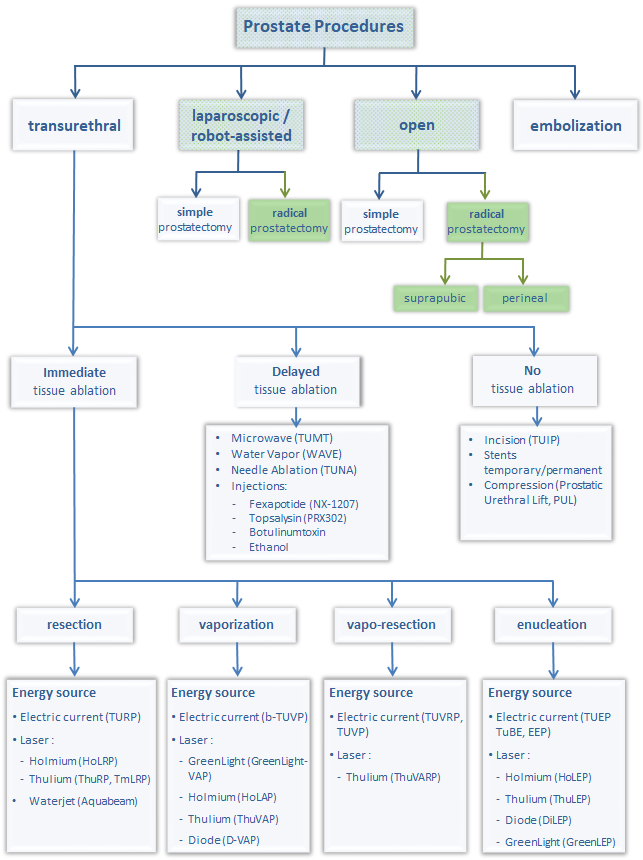 Prostate Procedures
transurethral
laparoscopic /
robot-assisted
open
embolization
simple
prostatectomy
radical
prostatectomy
simple
prostatectomy
radical
prostatectomy
suprapubic
perineal
Immediate
tissue ablation
Delayed
tissue ablation
No
tissue ablation
• Microwave (TUMT)
• Water Vapor (WAVE)
• Needle Ablation (TUNA)
• Injections:
- Fexapotide (NX-1207)
- Topsalysin (PRX302)
- Botulinumtoxin
- Ethanol
• Incision (TUIP)
• Stents
temporary/permanent
• Compression (Prostatic
Urethral Lift, PUL)
resection
vaporization
vapo-resection
enucleation
Energy source
• Electric current (TURP)
• Laser :
- Holmium (HoLRP)
- Thulium (ThuRP, TmLRP)
• Waterjet (Aquabeam)
Energy source
• Electric current (b-TUVP)
• Laser :
- GreenLight (GreenLight-
VAP)
- Holmium (HoLAP)
- Thulium (ThuVAP)
- Diode (D-VAP)
Energy source
• Electric current (TUVRP,
TUVP)
• Laser :
- Thulium (ThuVARP)
Energy source
• Electric current (TUEP
TuBE, EEP)
• Laser :
- Holmium (HoLEP)
- Thulium (ThuLEP)
- Diode (DiLEP)
- GreenLight (GreenLEP)